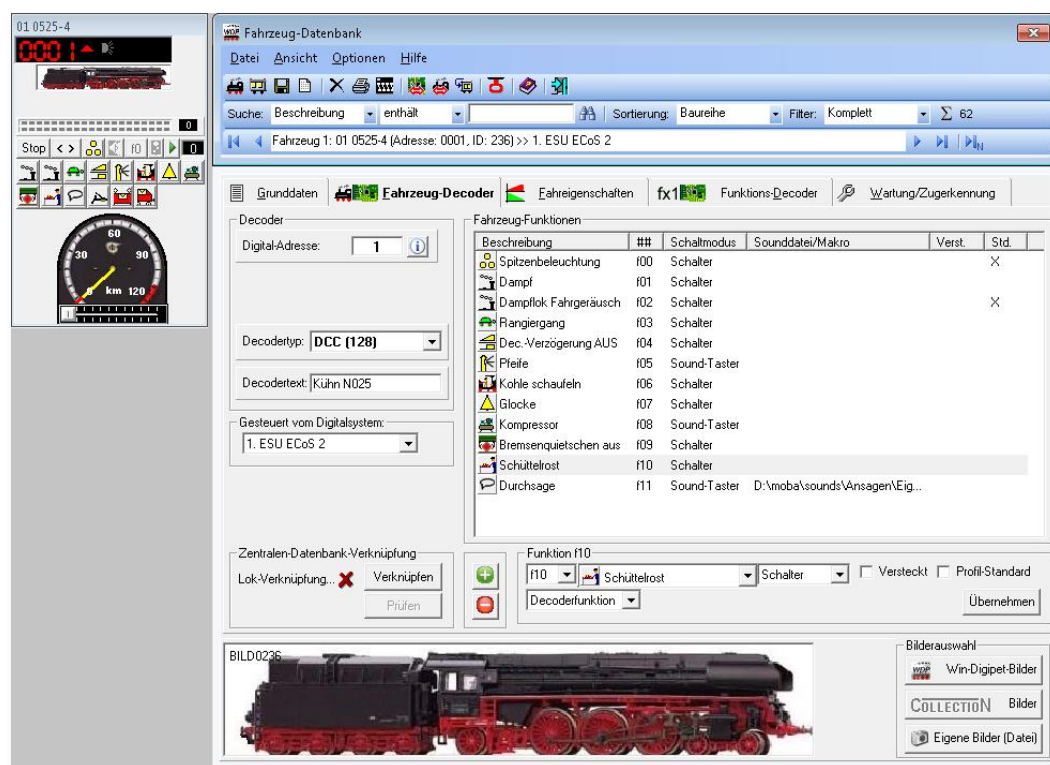 01 0525-4
0001
0
Stop < > f0 0
60
30 90
0 km 120
WDP Fahrzeug-Datenbank
Datei Ansicht Optionen Hilfe
Suche: Beschreibung enthält Sortierung: Baureihe Filter: Komplett Σ 62
Fahrzeug 1: 01 0525-4 (Adresse: 0001, ID: 236) >> 1. ESU ECoS 2
N
Grunddaten Fahrzeug-Decoder Fahreigenschaften fx1 Funktions-Decoder Wartung/Zugerkennung
Decoder
Digital-Adresse: 1
Decodertyp: DCC (128)
Decodertext: Kühn N025
Gesteuert vom Digitalsystem:
1. ESU ECoS 2
Fahrzeug-Funktionen
Beschreibung ## Schaltmodus Sounddatei/Makro Verst. Std.
Spitzenbeleuchtung f00 Schalter X
Dampf f01 Schalter
Dampflok Fahrgeräusch f02 Schalter X
Rangiergang f03 Schalter
Dec.-Verzögerung AUS f04 Schalter
Pfeife f05 Sound-Taster
Kohle schaufeln f06 Schalter
Glocke f07 Schalter
Kompressor f08 Sound-Taster
Bremsenquietschen aus f09 Schalter
Schüttelrost f10 Schalter
Durchsage f11 Sound-Taster D:\moba\sounds\Ansagen\Eig...
Zentralen-Datenbank-Verknüpfung
Lok-Verknüpfung... Verknüpfen
Prüfen
Funktion f10
f10 Schüttelrost Schalter Versteckt Profil-Standard
Decoderfunktion Übernehmen
BILD0236
Bilderauswahl
WDP Win-Digipet-Bilder
COLLECTION Bilder
Eigene Bilder (Datei)